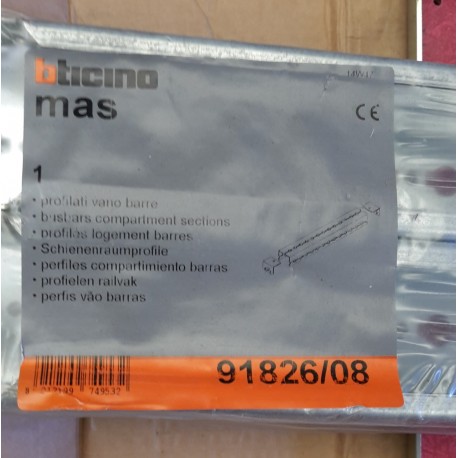 bticino
mas
CE
1
• profilati vano barre
• busbars compartment sections
• profilés logement barres
• Schienenraumprofile
• perfiles compartimiento barras
• profielen railvak
• perfis vão barras
91826/08
749532